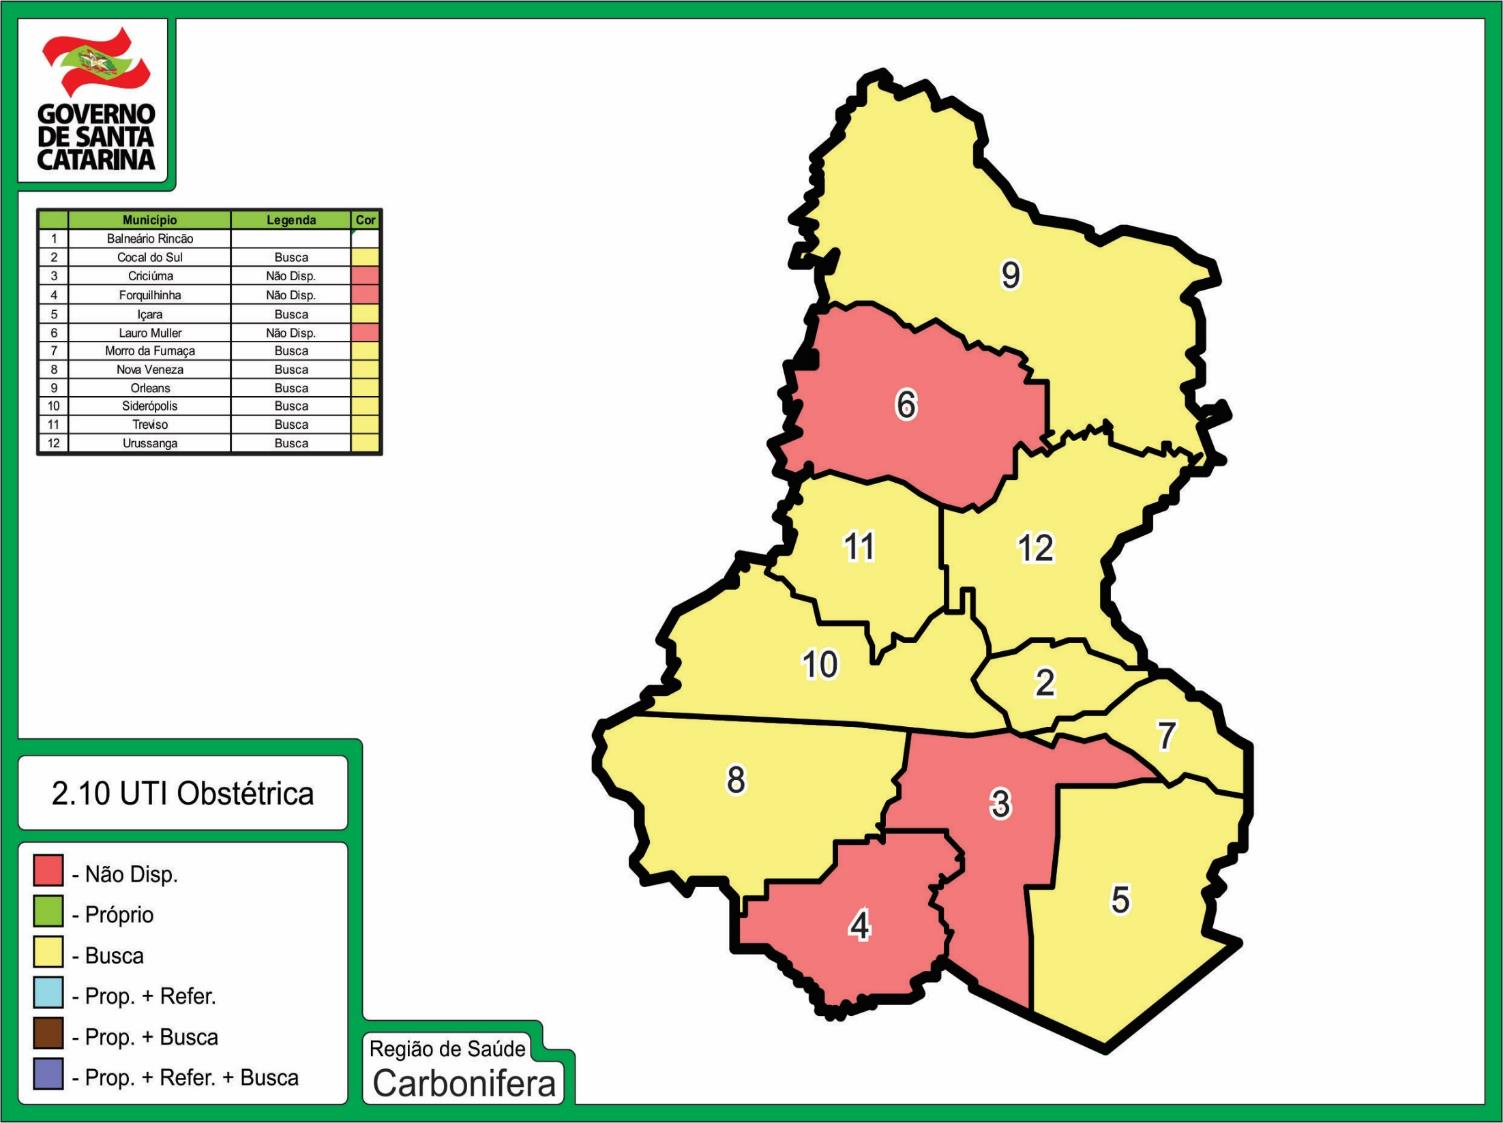 GOVERNO
DE SANTA
CATARINA
Município Legenda Cor
1 Balneário Rincão
2 Cocal do Sul Busca
3 Criciúma Não Disp.
4 Forquilhinha Não Disp.
5 Içara Busca
6 Lauro Muller Não Disp.
7 Morro da Fumaça Busca
8 Nova Veneza Busca
9 Orleans Busca
10 Siderópolis Busca
11 Treviso Busca
12 Urussanga Busca
9
6
11
12
10
2
7
8
3
5
4
2.10 UTI Obstétrica
- Não Disp.
- Próprio
- Busca
- Prop. + Refer.
- Prop. + Busca
- Prop. + Refer. + Busca
Região de Saúde
Carbonifera